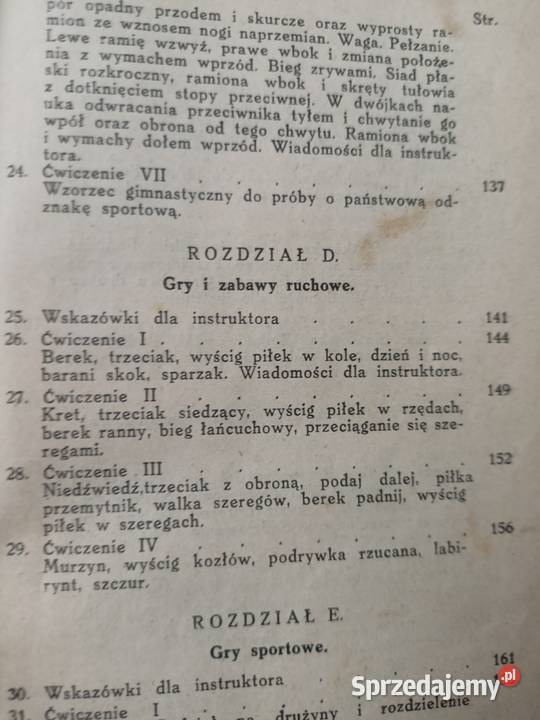 pór opadny przodem i skurcze oraz wyprosty ra-
Str.
mion ze wznosem nogi naprzemian. Waga. Pełzanie.
Lewe ramię wzwyż, prawe wbok i zmiana położe-
nia z wymachem wprzód. Bieg zrywami. Siad pła-
ski rozkroczny, ramiona wbok i skręty tułowia
z dotknięciem stopy przeciwnej. W dwójkach na-
uka odwracania przeciwnika tyłem i chwytanie go
wpół oraz obrona od tego chwytu. Ramiona wbok
i wymachy dołem wprzód. Wiadomości dla instruk-
tora.
24. Ćwiczenie VII . . . . . . . 137
Wzorzec gimnastyczny do próby o państwową od-
znakę sportową.
ROZDZIAŁ D.
Gry i zabawy ruchowe.
25. Wskazówki dla instruktora . . . . . 141
26. Ćwiczenie I . . . . . . . . 144
Berek, trzeciak, wyścig piłek w kole, dzień i noc,
barani skok, sparzak. Wiadomości dla instruktora.
27. Ćwiczenie II . . . . . . . 149
Kret, trzeciak siedzący, wyścig piłek w rzędach,
berek ranny, bieg łańcuchowy, przeciąganie się sze-
regami.
28. Ćwiczenie III . . . . . . . 152
Niedźwiedź,trzeciak z obroną, podaj dalej, piłka
przemytnik, walka szeregów, berek padnij, wyścig
piłek w szeregach.
29. Ćwiczenie IV . . . . . . . 156
Murzyn, wyścig kozłów, podrywka rzucana, labi-
rynt, szczur.
ROZDZIAŁ E.
Gry sportowe.
30. Wskazówki dla instruktora . . . . . 161
31. Ćwiczenie I . . . . . . .
drużyny i rozdzielenie
Sprzedajemy.pl